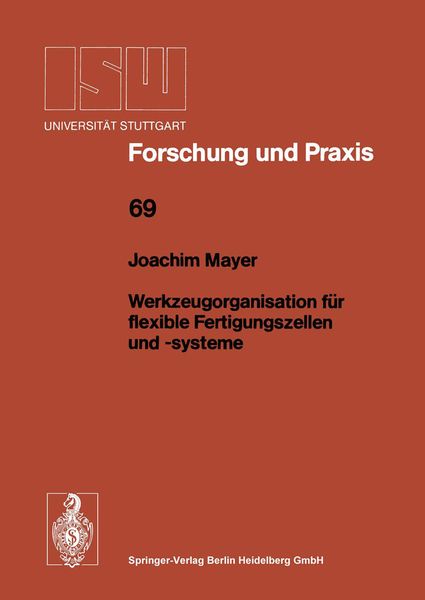 ISW
UNIVERSITÄT STUTTGART
Forschung und Praxis
69
Joachim Mayer
Werkzeugorganisation für
flexible Fertigungszellen
und -systeme
Springer-Verlag Berlin Heidelberg GmbH